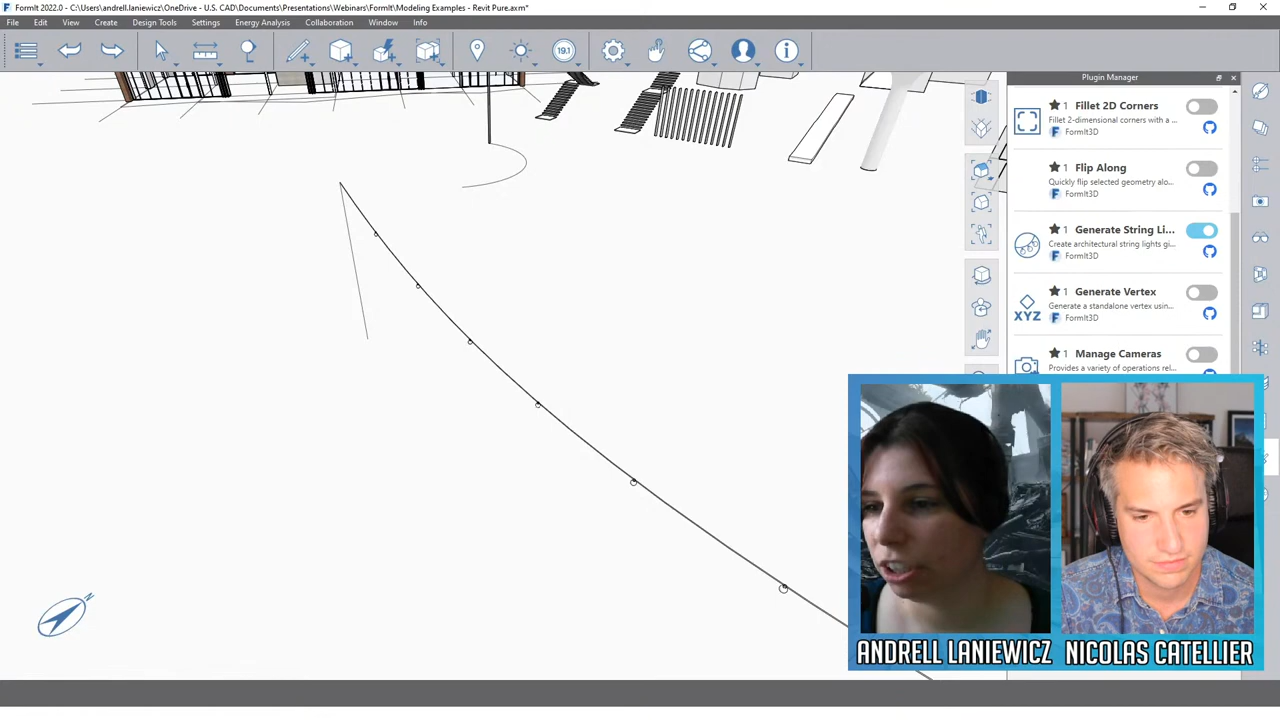 F FormIt 2022.0 - C:\Users\andrell.laniewicz\OneDrive - U.S. CAD\Documents\Presentations\Webinars\FormIt\Modeling Examples - Revit Pure.axm*
File Edit View Create Design Tools Settings Energy Analysis Collaboration Window Info
19.1
Plugin Manager
1 Fillet 2D Corners
Fillet 2-dimensional corners with a ...
F FormIt3D
1 Flip Along
Quickly flip selected geometry alo...
F FormIt3D
1 Generate String Li...
Create architectural string lights gi...
F FormIt3D
1 Generate Vertex
Generate a standalone vertex usin...
F FormIt3D
XYZ
1 Manage Cameras
Provides a variety of operations rel...
N
ANDRELL LANIEWICZ
NICOLAS CATELLIER